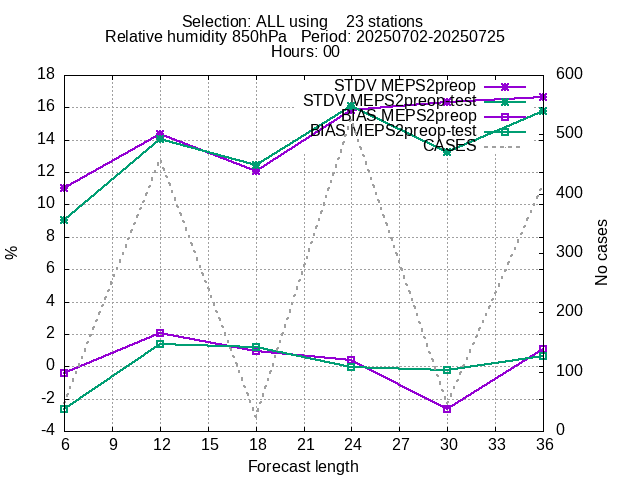 Selection: ALL using 23 stations
Relative humidity 850hPa Period: 20250702-20250725
Hours: 00
STDV MEPS2preop
STDV MEPS2preop-test
BIAS MEPS2preop
BIAS MEPS2preop-test
CASES
18
16
14
12
10
8
6
4
2
0
-2
-4
%
600
500
400
300
200
100
0
No cases
6 9 12 15 18 21 24 27 30 33 36
Forecast length